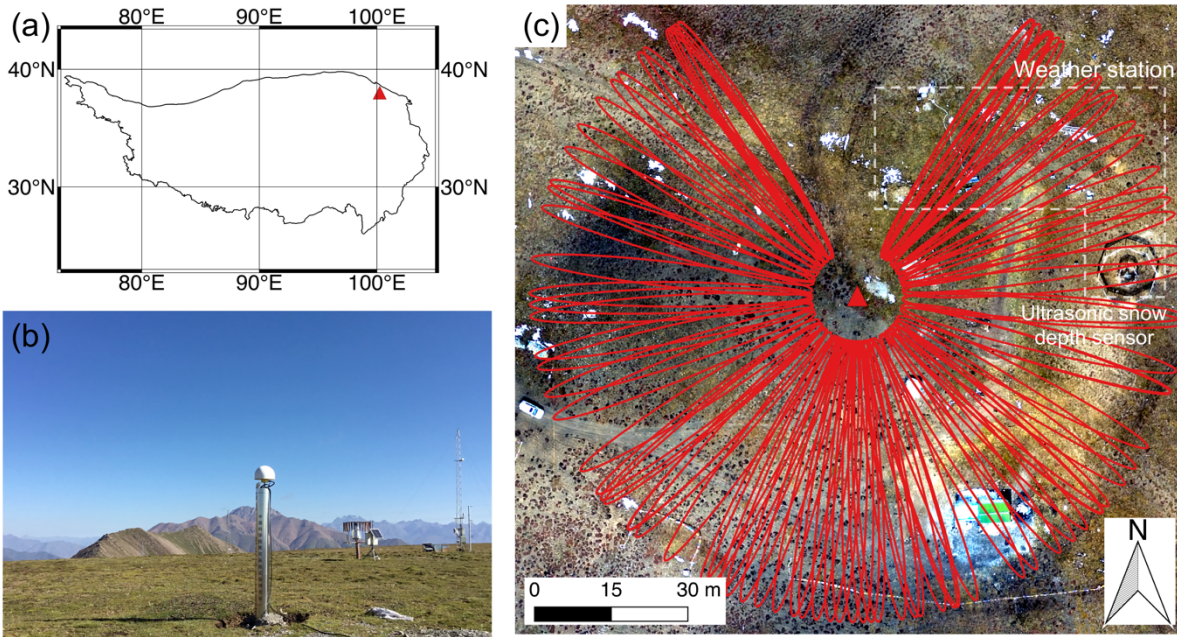 (a)
80°E 90°E 100°E
40°N 40°N
30°N 30°N
80°E 90°E 100°E
(b)
(c)
Weather station
Ultrasonic snow
depth sensor
N
0 15 30 m